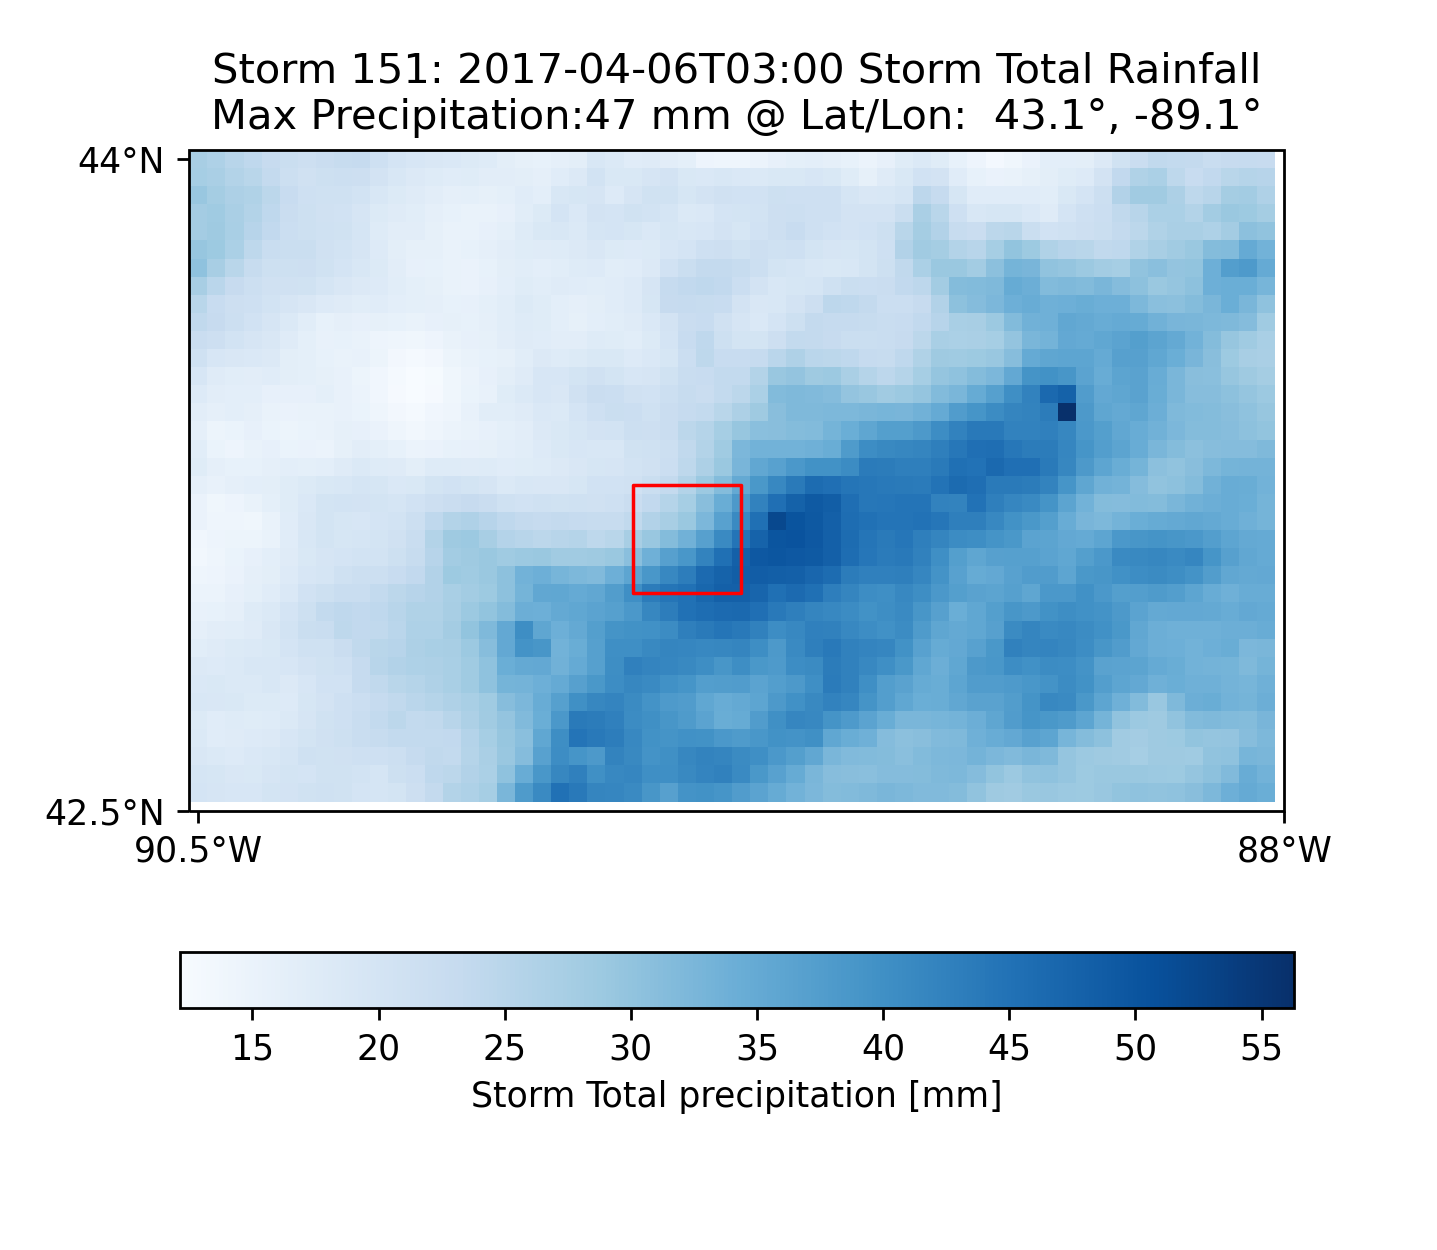 Storm 151: 2017-04-06T03:00 Storm Total Rainfall
Max Precipitation:47 mm @ Lat/Lon:  43.1°, -89.1°
44°N
42.5°N
90.5°W 88°W
15 20 25 30 35 40 45 50 55
Storm Total precipitation [mm]